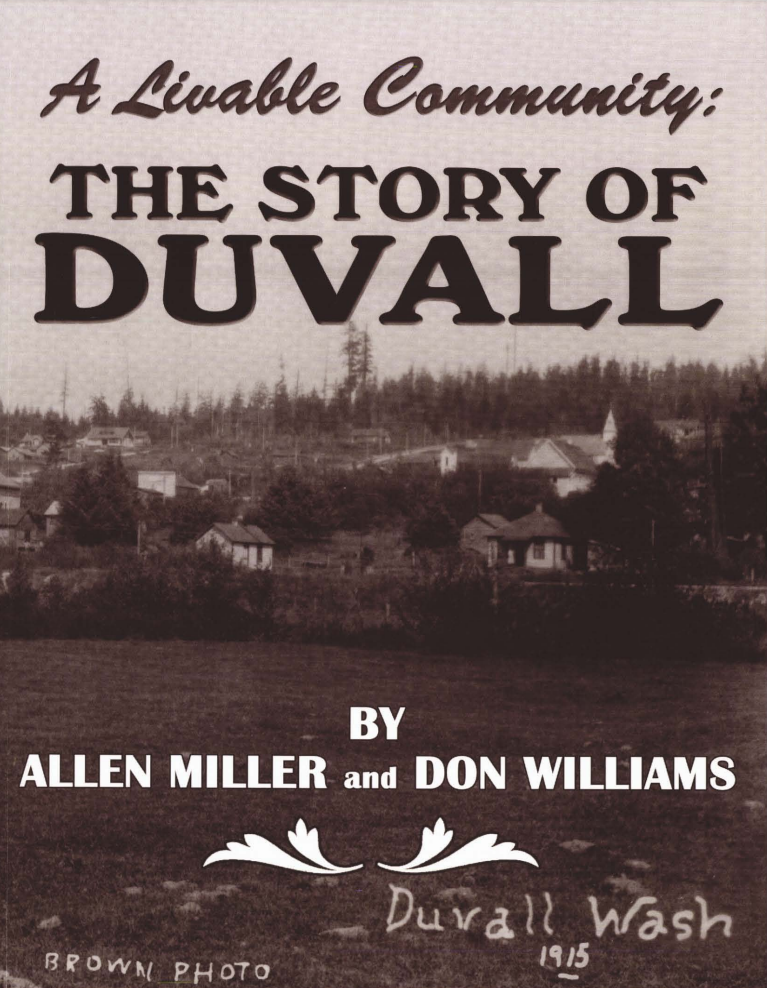 A Livable Community:
THE STORY OF
DUVALL
BY
ALLEN MILLER and DON WILLIAMS
Duvall Wash
1915
BROWN PHOTO